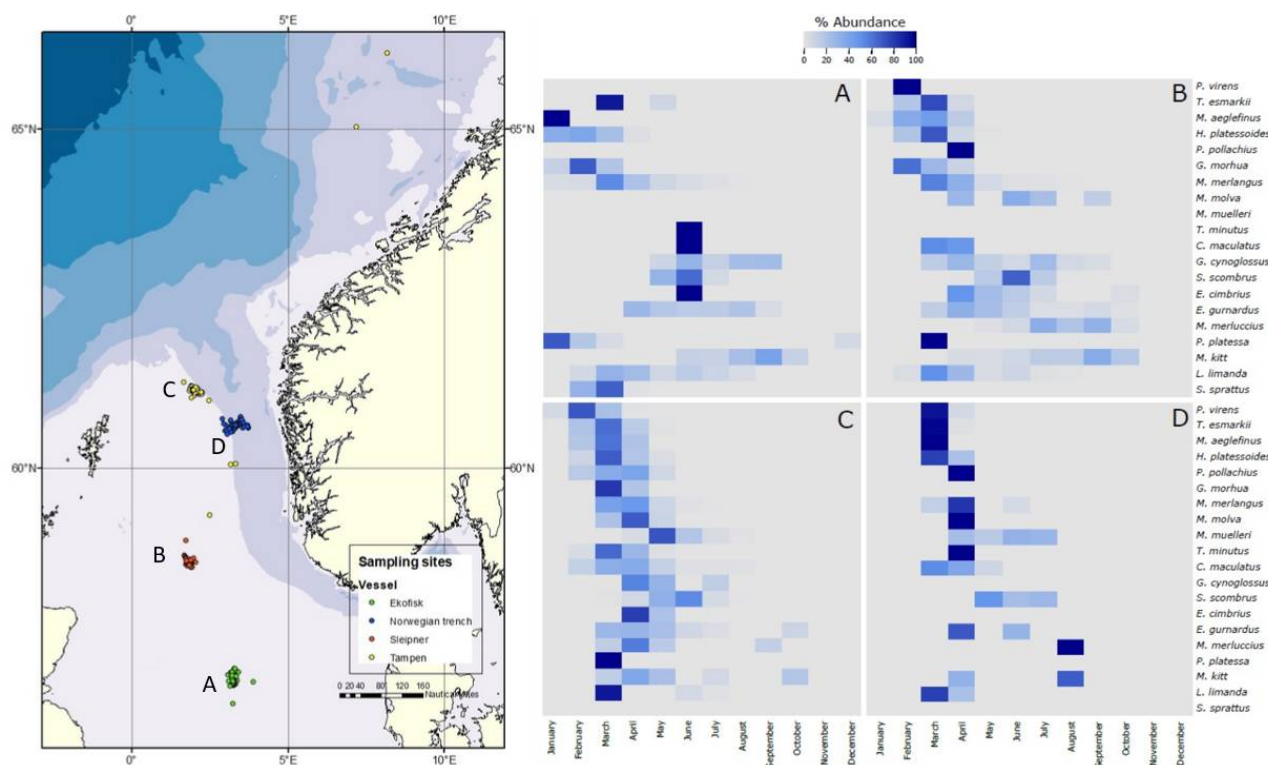 0°
5°E
10°E
65°N
60°N
C
D
B
A
65°N
60°N
Sampling sites
Vessel
Ekofisk
Norwegian trench
Sleipner
Tampen
0 20 40 80 120 160
Nautical Miles
0°
5°E
10°E
% Abundance
0 20 40 60 80 100
A
B
P. virens
T. esmarkii
M. aeglefinus
H. platessoides
P. pollachius
G. morhua
M. merlangus
M. molva
M. muelleri
T. minutus
C. maculatus
G. cynoglossus
S. scombrus
E. cimbrius
E. gurnardus
M. merluccius
P. platessa
M. kitt
L. limanda
S. sprattus
C
D
P. virens
T. esmarkii
M. aeglefinus
H. platessoides
P. pollachius
G. morhua
M. merlangus
M. molva
M. muelleri
T. minutus
C. maculatus
G. cynoglossus
S. scombrus
E. cimbrius
E. gurnardus
M. merluccius
P. platessa
M. kitt
L. limanda
S. sprattus
January
February
March
April
May
June
July
August
September
October
November
December
January
February
March
April
May
June
July
August
September
October
November
December